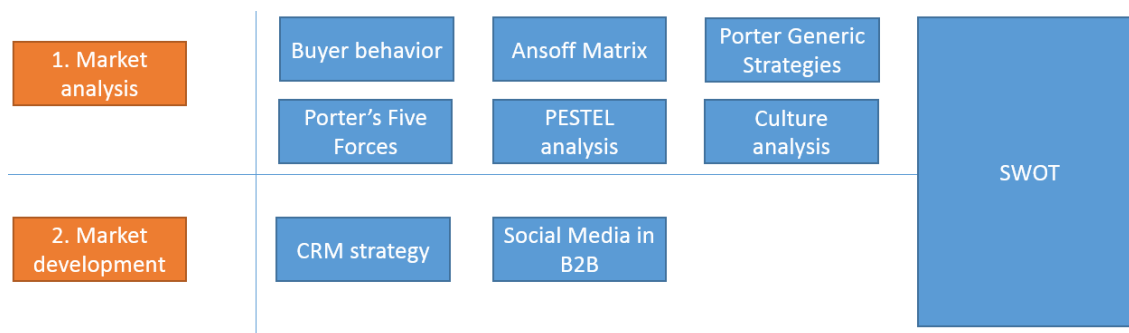 1. Market
analysis
Buyer behavior
Ansoff Matrix
Porter Generic
Strategies
Porter’s Five
Forces
PESTEL
analysis
Culture
analysis
SWOT
2. Market
development
CRM strategy
Social Media in
B2B